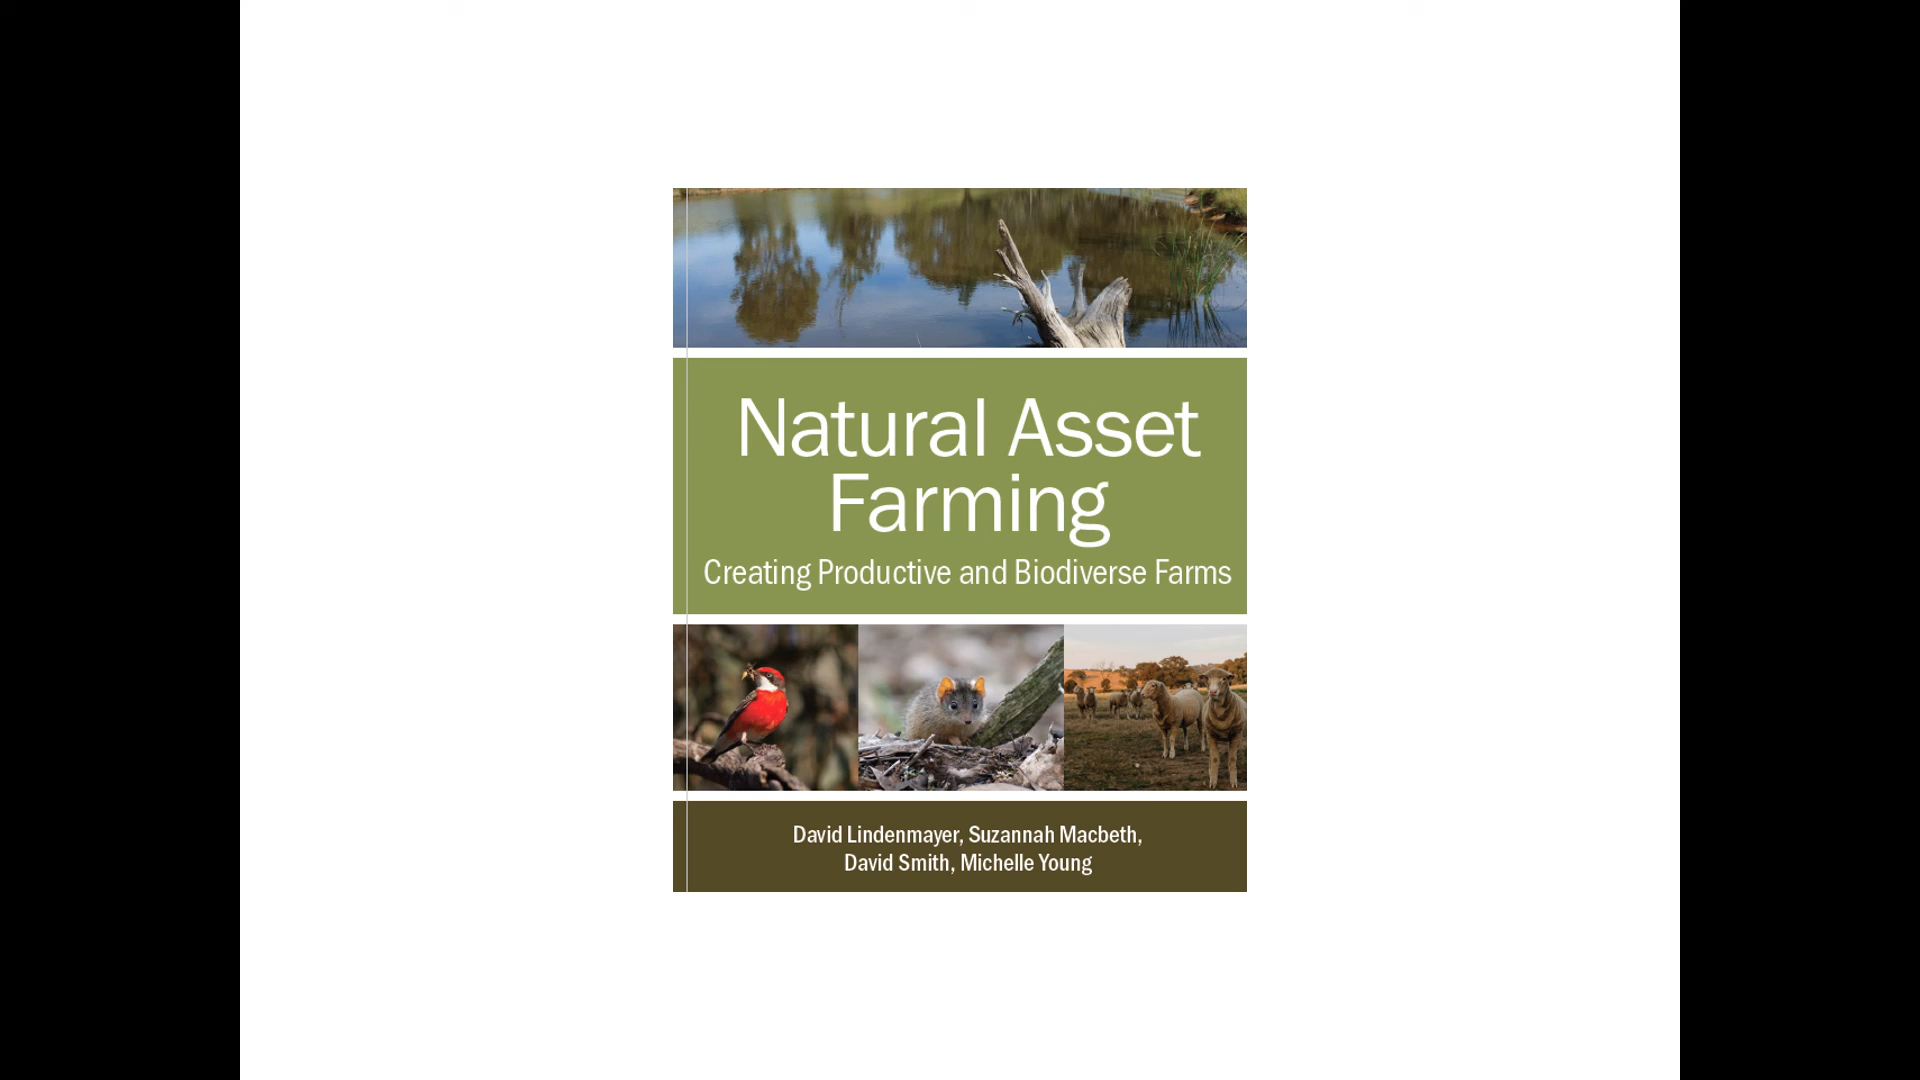 Natural Asset
Farming
Creating Productive and Biodiverse Farms
David Lindenmayer, Suzannah Macbeth,
David Smith, Michelle Young